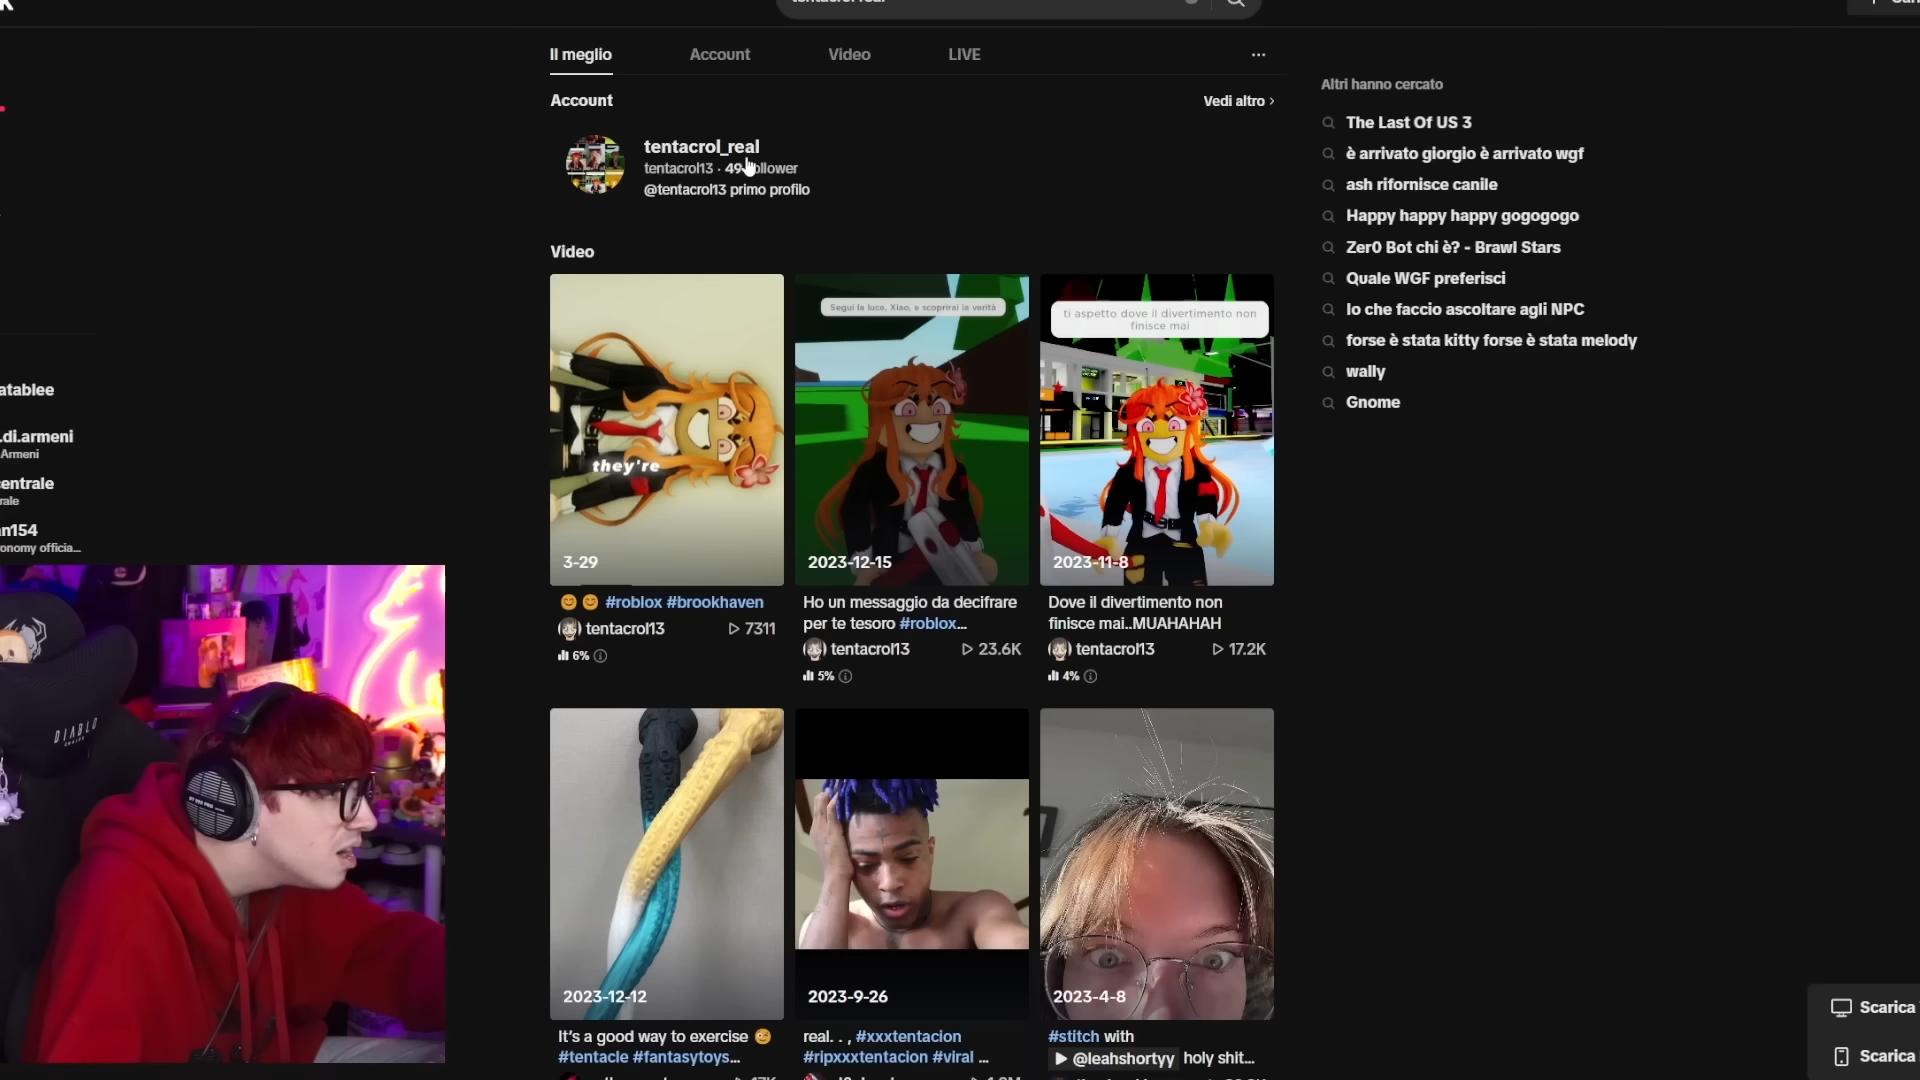 Il meglio
Account
Video
LIVE
Account
Vedi altro
tentacrol_real
tentacrol13 · 49 ollower
@tentacrol13 primo profilo
Video
Altri hanno cercato
The Last Of US 3
è arrivato giorgio è arrivato wgf
ash rifornisce canile
Happy happy happy gogogogo
Zer0 Bot chi è? - Brawl Stars
Quale WGF preferisci
Io che faccio ascoltare agli NPC
forse è stata kitty forse è stata melody
wally
Gnome
they're
3-29
#roblox #brookhaven
tentacrol13
7311
6%
Segui la luce, Xiao, e scoprirai la verità
2023-12-15
Ho un messaggio da decifrare
per te tesoro #roblox...
tentacrol13
23.6K
5%
ti aspetto dove il divertimento non
finisce mai
2023-11-8
Dove il divertimento non
finisce mai..MUAHAHAH
tentacrol13
17.2K
4%
2023-12-12
It's a good way to exercise
#tentacle #fantasytoys...
2023-9-26
real. . , #xxxtentacion
#ripxxxtentacion #viral ...
2023-4-8
#stitch with
@leahshortyy holy shit...
atablee
.di.armeni
Armeni
entrale
rale
n154
onomy officia...
DIABLO
Scarica
Scarica